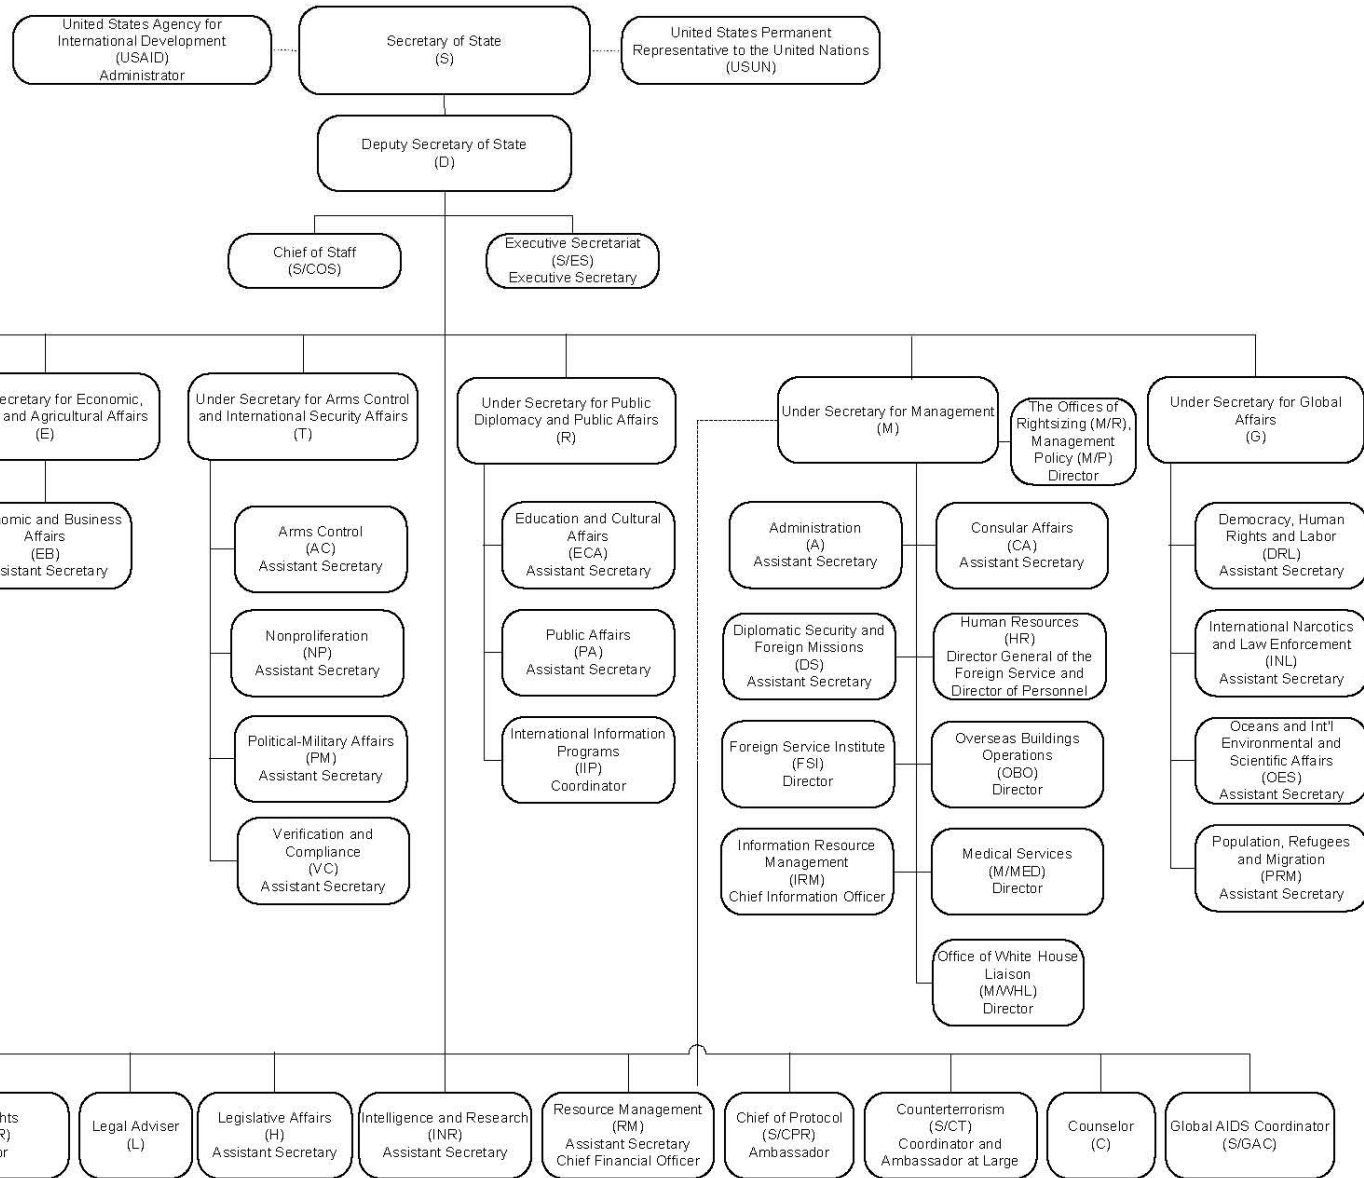 United States Agency for
International Development
(USAID)
Administrator
Secretary of State
(S)
United States Permanent
Representative to the United Nations
(USUN)
Deputy Secretary of State
(D)
Chief of Staff
(S/COS)
Executive Secretariat
(S/ES)
Executive Secretary
ecretary for Economic,
and Agricultural Affairs
(E)
Under Secretary for Arms Control
and International Security Affairs
(T)
Under Secretary for Public
Diplomacy and Public Affairs
(R)
Under Secretary for Management
(M)
The Offices of
Rightsizing (M/R),
Management
Policy (M/P)
Director
Under Secretary for Global
Affairs
(G)
omic and Business
Affairs
(EB)
sistant Secretary
Arms Control
(AC)
Assistant Secretary
Nonproliferation
(NP)
Assistant Secretary
Political-Military Affairs
(PM)
Assistant Secretary
Verification and
Compliance
(VC)
Assistant Secretary
Education and Cultural
Affairs
(ECA)
Assistant Secretary
Public Affairs
(PA)
Assistant Secretary
International Information
Programs
(IIP)
Coordinator
Administration
(A)
Assistant Secretary
Consular Affairs
(CA)
Assistant Secretary
Diplomatic Security and
Foreign Missions
(DS)
Assistant Secretary
Human Resources
(HR)
Director General of the
Foreign Service and
Director of Personnel
Foreign Service Institute
(FSI)
Director
Overseas Buildings
Operations
(OBO)
Director
Information Resource
Management
(IRM)
Chief Information Officer
Medical Services
(M/MED)
Director
Office of White House
Liaison
(M/WHL)
Director
Democracy, Human
Rights and Labor
(DRL)
Assistant Secretary
International Narcotics
and Law Enforcement
(INL)
Assistant Secretary
Oceans and Int'l
Environmental and
Scientific Affairs
(OES)
Assistant Secretary
Population, Refugees
and Migration
(PRM)
Assistant Secretary
hts
R)
or
Legal Adviser
(L)
Legislative Affairs
(H)
Assistant Secretary
Intelligence and Research
(INR)
Assistant Secretary
Resource Management
(RM)
Assistant Secretary
Chief Financial Officer
Chief of Protocol
(S/CPR)
Ambassador
Counterterrorism
(S/CT)
Coordinator and
Ambassador at Large
Counselor
(C)
Global AIDS Coordinator
(S/GAC)